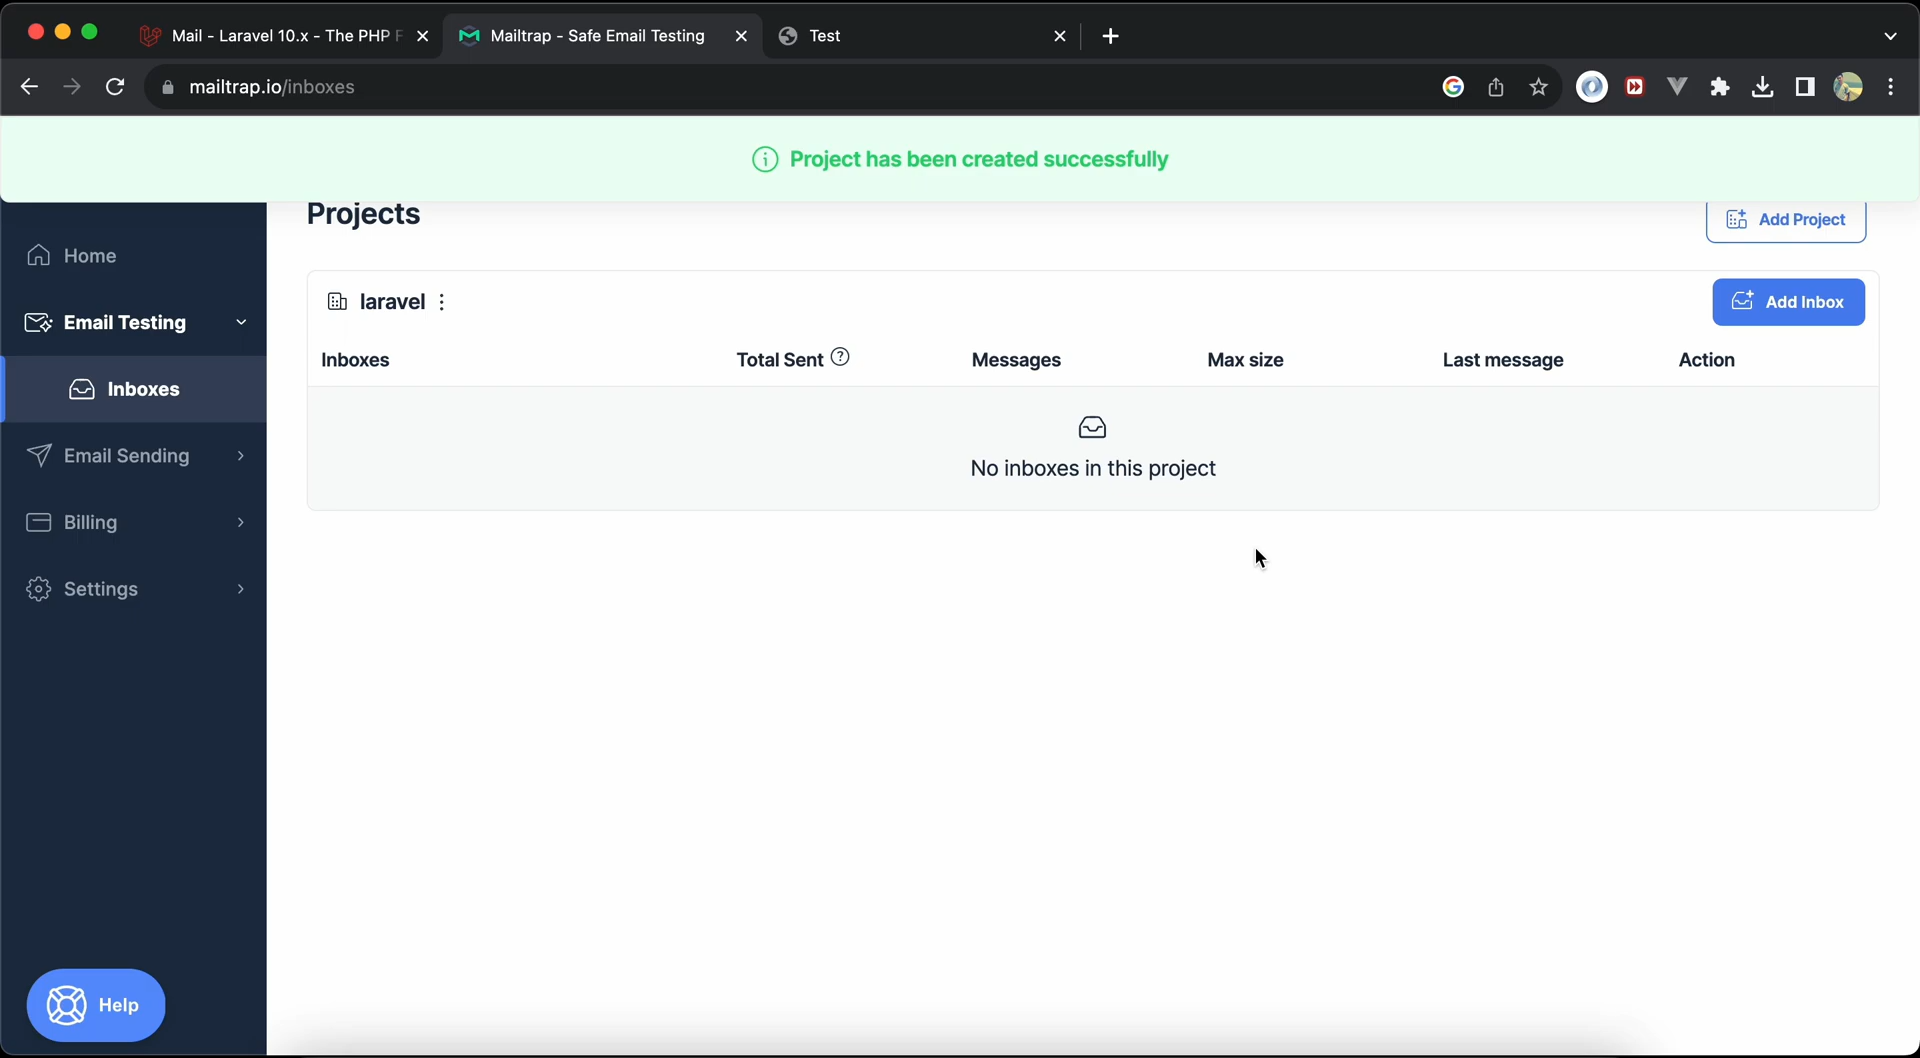 Mail - Laravel 10.x - The PHP F
Mailtrap - Safe Email Testing
Test
mailtrap.io/inboxes
Project has been created successfully
Projects
Add Project
Home
laravel
Add Inbox
Email Testing
Inboxes
Total Sent
Messages
Max size
Last message
Action
Inboxes
Email Sending
No inboxes in this project
Billing
Settings
Help